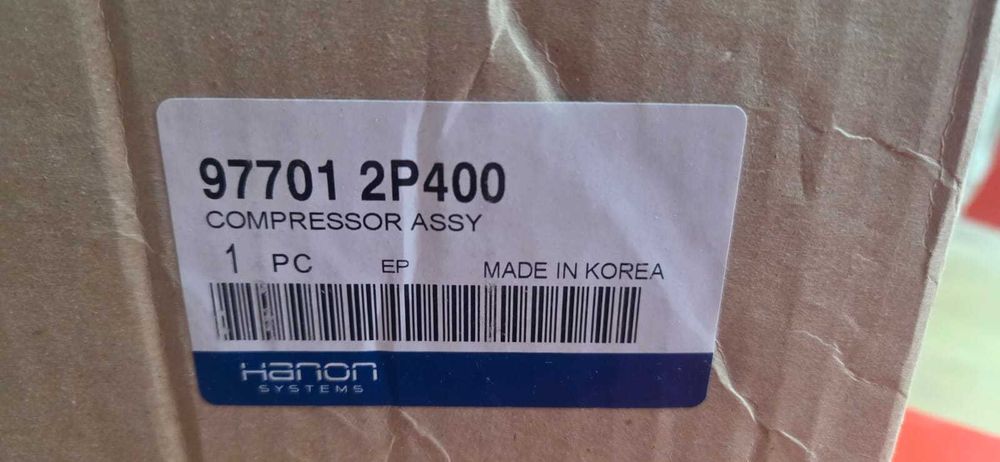 97701 2P400
COMPRESSOR ASSY
1 PC EP MADE IN KOREA
Hanon
SYSTEMS